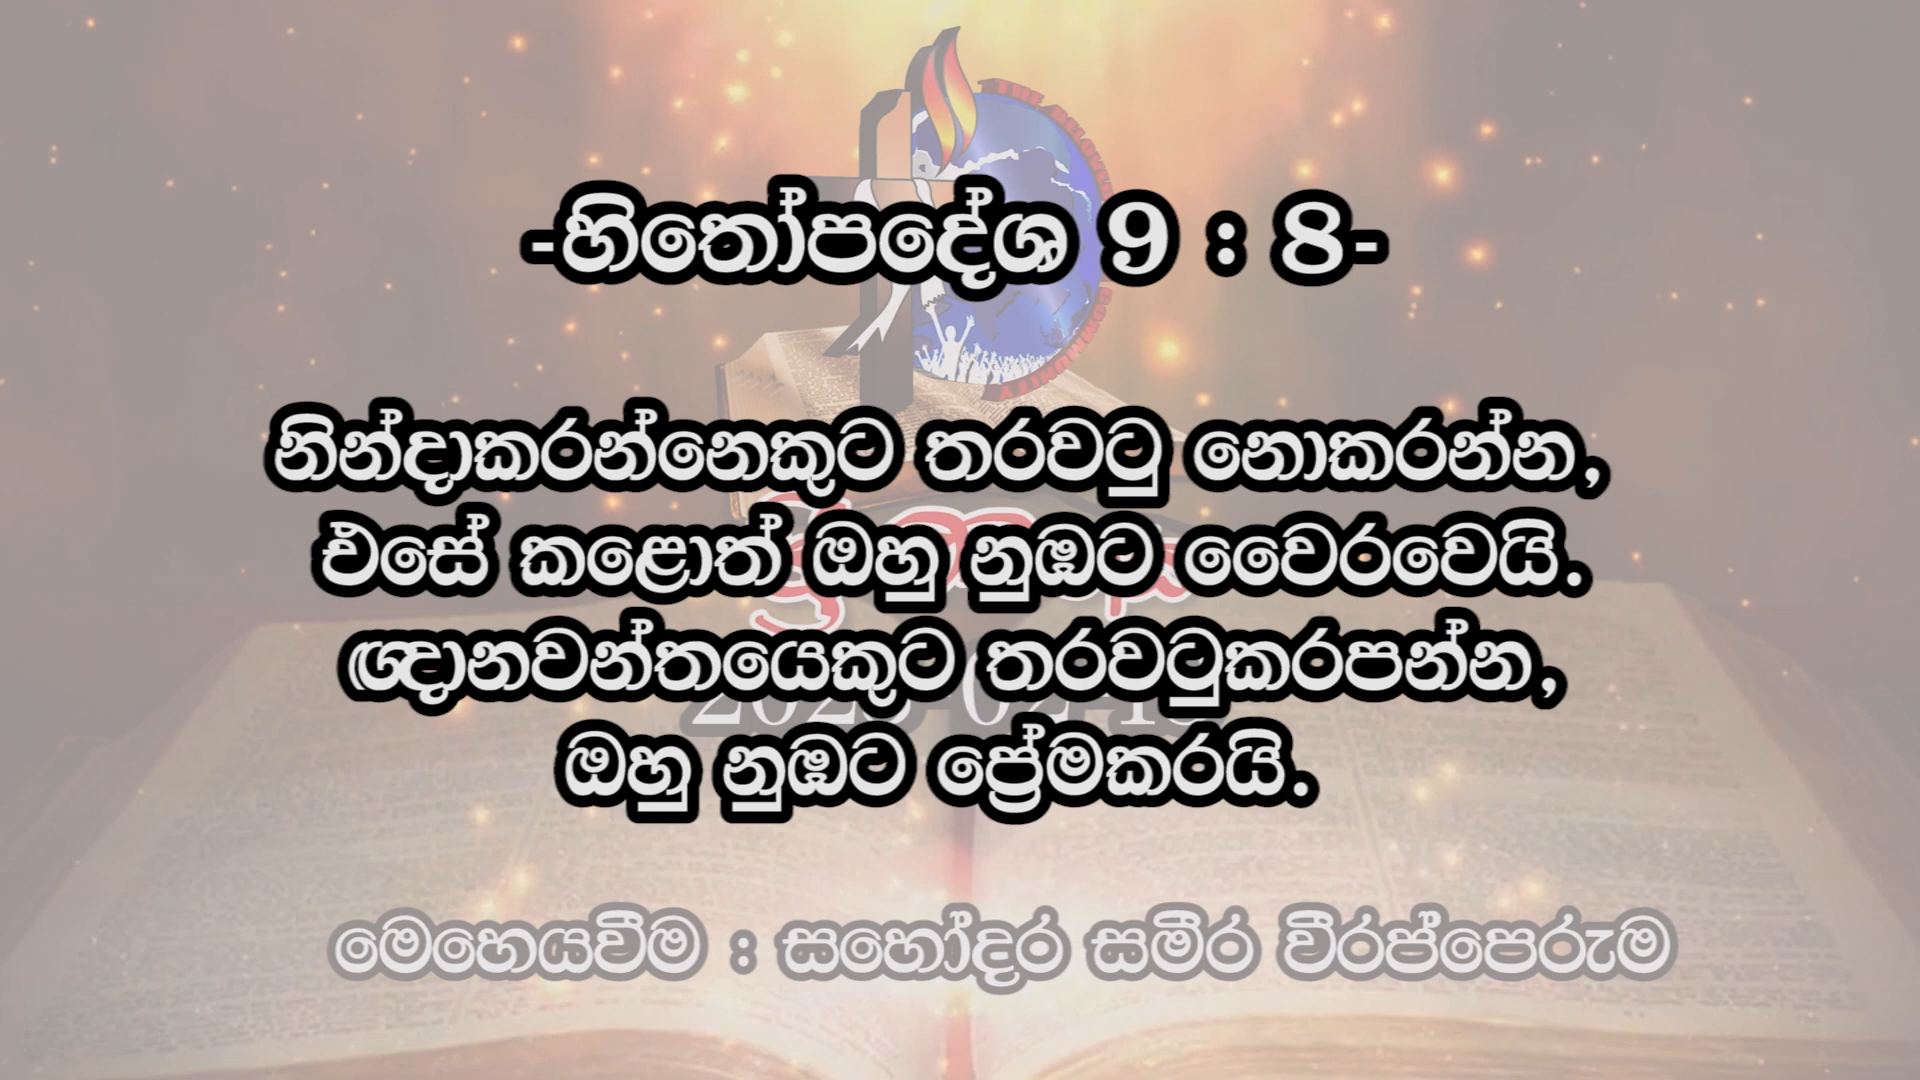 -හිතෝපදේශ 9 : 8-
නින්දාකරන්නෙකුට තරවටු නොකරන්න,
එසේ කළොත් ඔහු නුඹට වෛරවෙයි.
ඥානවන්තයෙකුට තරවටුකරපන්න,
ඔහු නුඹට ප්‍රේමකරයි.
මෙහෙයවීම : සහෝදර සමීර වීරප්පෙරුම